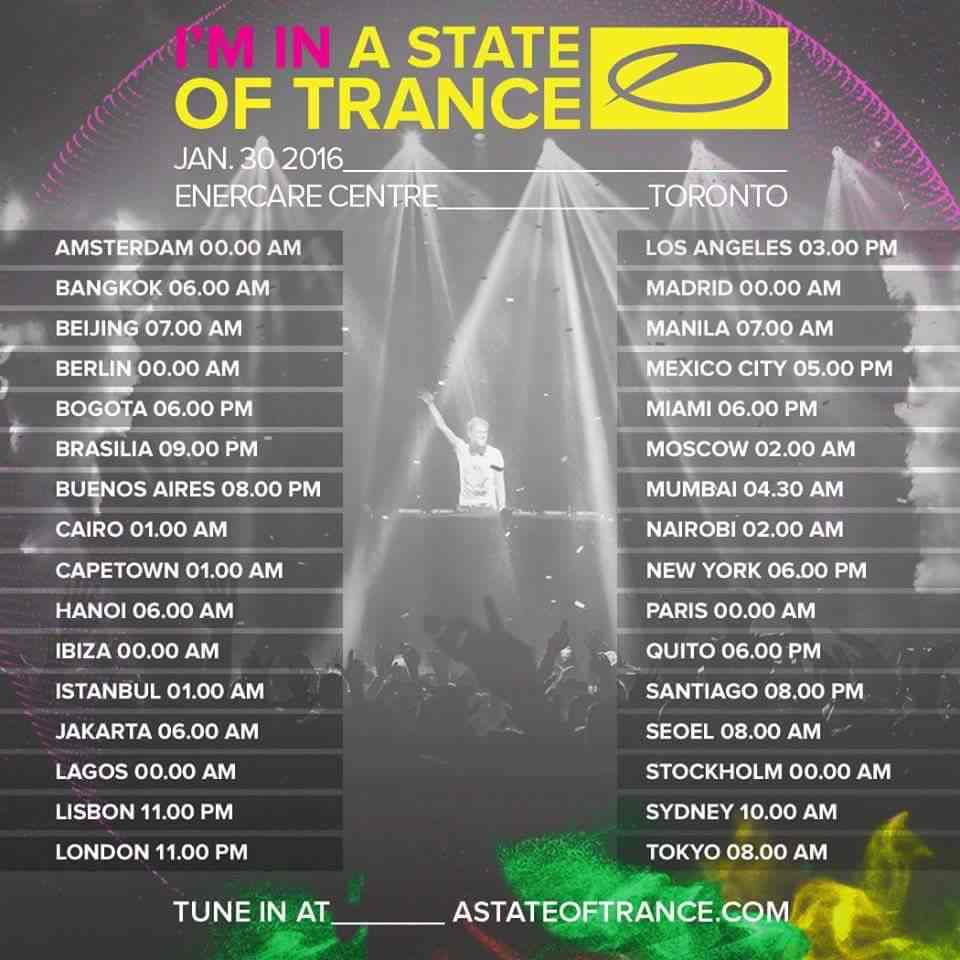 I'M IN A STATE
OF TRANCE
JAN. 30 2016
ENERCARE CENTRE TORONTO
AMSTERDAM 00.00 AM
BANGKOK 06.00 AM
BEIJING 07.00 AM
BERLIN 00.00 AM
BOGOTA 06.00 PM
BRASILIA 09.00 PM
BUENOS AIRES 08.00 PM
CAIRO 01.00 AM
CAPETOWN 01.00 AM
HANOI 06.00 AM
IBIZA 00.00 AM
ISTANBUL 01.00 AM
JAKARTA 06.00 AM
LAGOS 00.00 AM
LISBON 11.00 PM
LONDON 11.00 PM
LOS ANGELES 03.00 PM
MADRID 00.00 AM
MANILA 07.00 AM
MEXICO CITY 05.00 PM
MIAMI 06.00 PM
MOSCOW 02.00 AM
MUMBAI 04.30 AM
NAIROBI 02.00 AM
NEW YORK 06.00 PM
PARIS 00.00 AM
QUITO 06.00 PM
SANTIAGO 08.00 PM
SEOEL 08.00 AM
STOCKHOLM 00.00 AM
SYDNEY 10.00 AM
TOKYO 08.00 AM
TUNE IN AT ASTATEOFTRANCE.COM